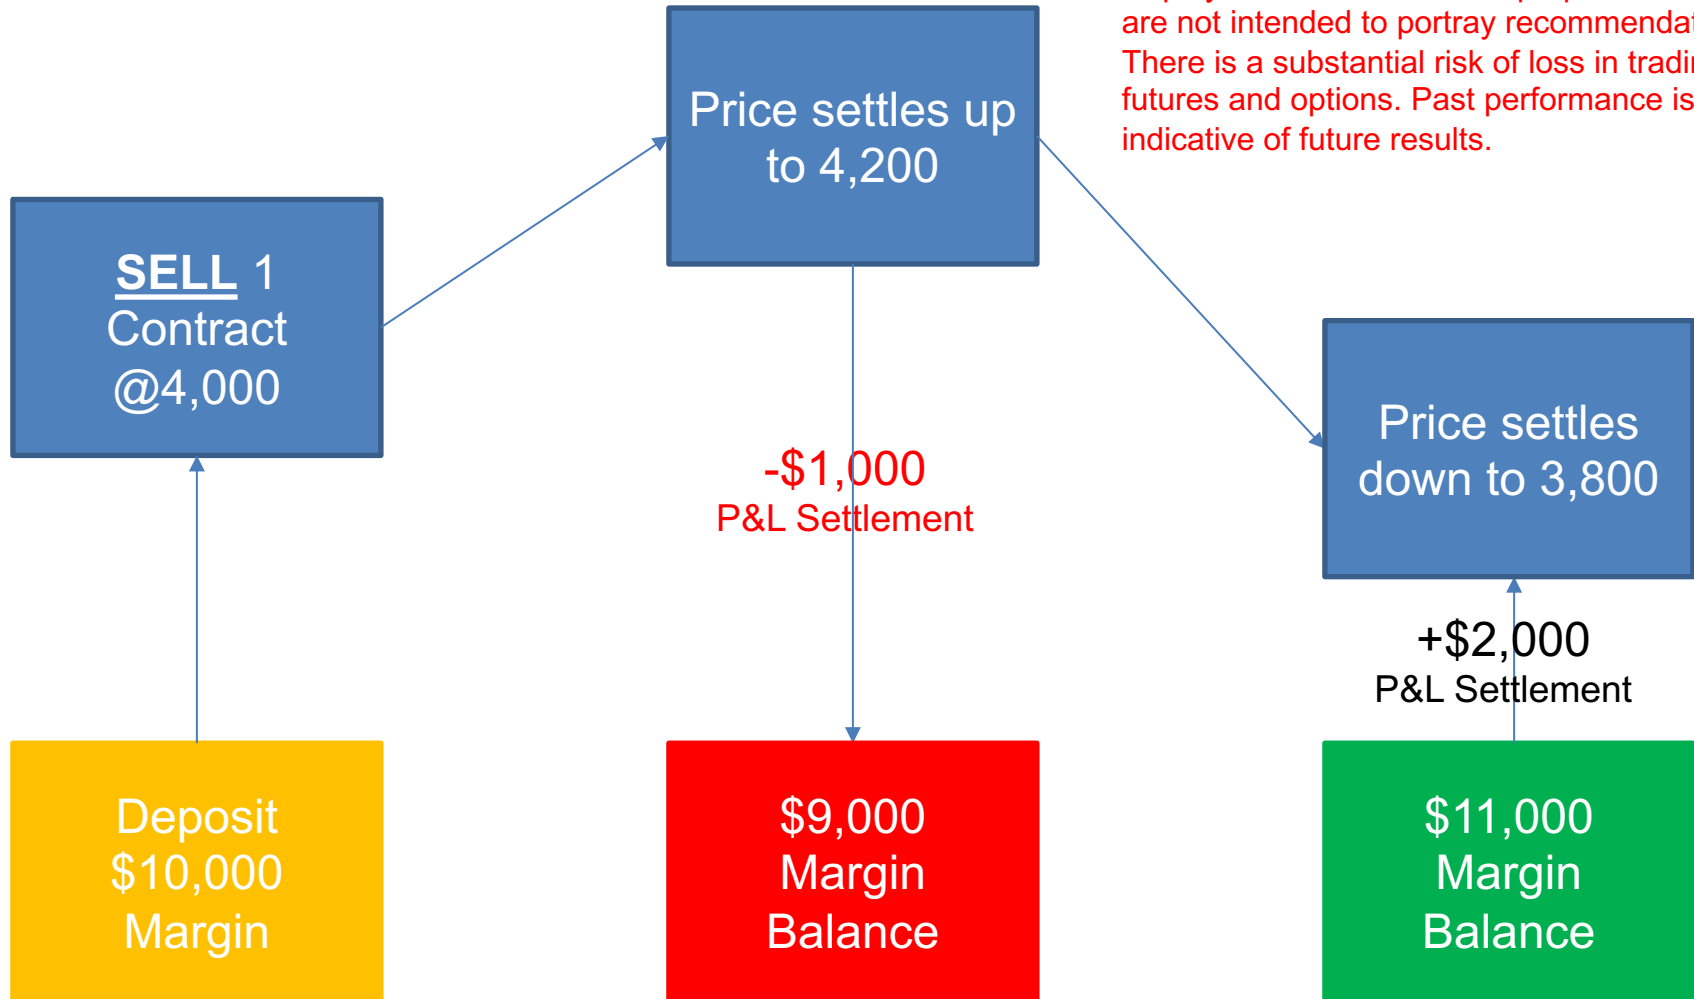 are not intended to portray recommendat
There is a substantial risk of loss in tradi
futures and options. Past performance is
indicative of future results.
Price settles up
to 4,200
SELL 1
Contract
@4,000
Price settles
down to 3,800
-$1,000
P&L Settlement
+$2,000
P&L Settlement
Deposit
$10,000
Margin
$9,000
Margin
Balance
$11,000
Margin
Balance